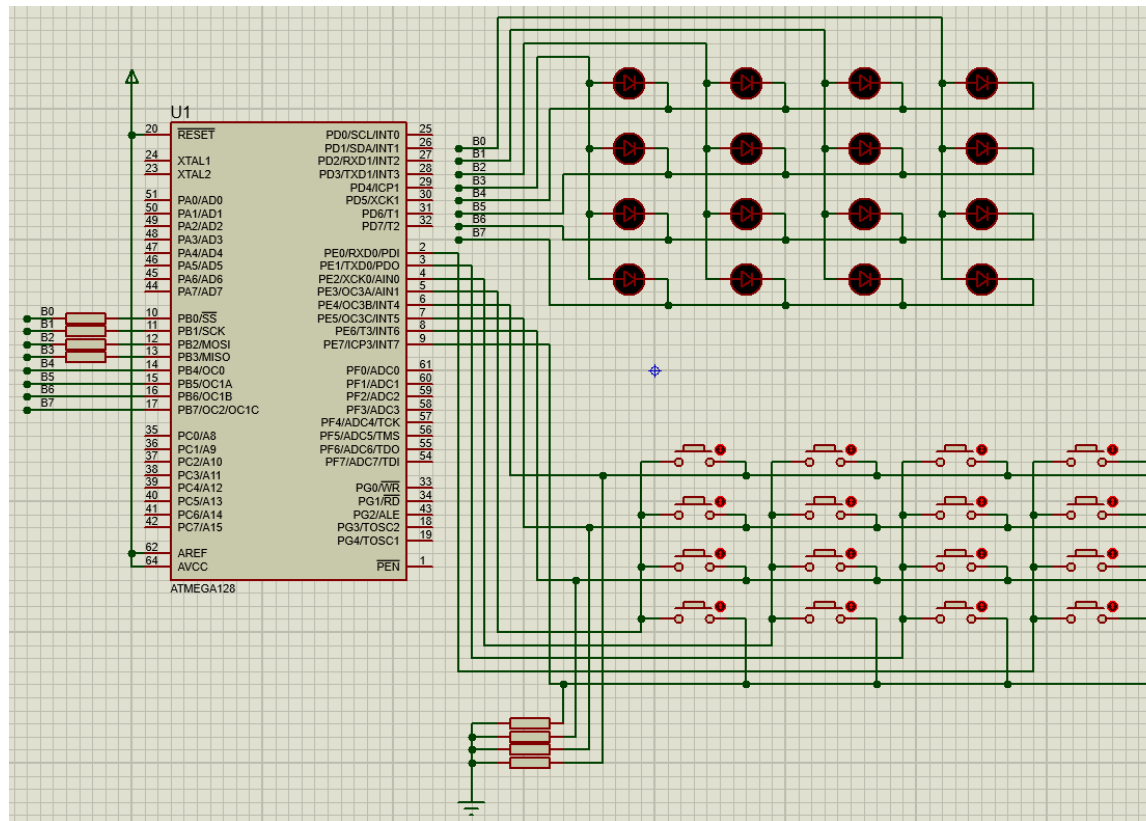 U1
20 RESET
24 XTAL1
23 XTAL2
51 PA0/AD0
50 PA1/AD1
49 PA2/AD2
48 PA3/AD3
47 PA4/AD4
46 PA5/AD5
45 PA6/AD6
44 PA7/AD7
B0 10 PB0/SS
B1 11 PB1/SCK
B2 12 PB2/MOSI
B3 13 PB3/MISO
B4 14 PB4/OC0
B5 15 PB5/OC1A
B6 16 PB6/OC1B
B7 17 PB7/OC2/OC1C
35 PC0/A8
36 PC1/A9
37 PC2/A10
38 PC3/A11
39 PC4/A12
40 PC5/A13
41 PC6/A14
42 PC7/A15
62 AREF
64 AVCC
PD0/SCL/INT0 25
PD1/SDA/INT1 26
PD2/RXD1/INT2 27
PD3/TXD1/INT3 28
PD4/ICP1 29
PD5/XCK1 30
PD6/T1 31
PD7/T2 32
PE0/RXD0/PDI 2
PE1/TXD0/PDO 3
PE2/XCK0/AIN0 4
PE3/OC3A/AIN1 5
PE4/OC3B/INT4 6
PE5/OC3C/INT5 7
PE6/T3/INT6 8
PE7/ICP3/INT7 9
PF0/ADC0 61
PF1/ADC1 60
PF2/ADC2 59
PF3/ADC3 58
PF4/ADC4/TCK 57
PF5/ADC5/TMS 56
PF6/ADC6/TDO 55
PF7/ADC7/TDI 54
PG0/WR 33
PG1/RD 34
PG2/ALE 43
PG3/TOSC2 18
PG4/TOSC1 19
PEN 1
ATMEGA128
B0
B1
B2
B3
B4
B5
B6
B7